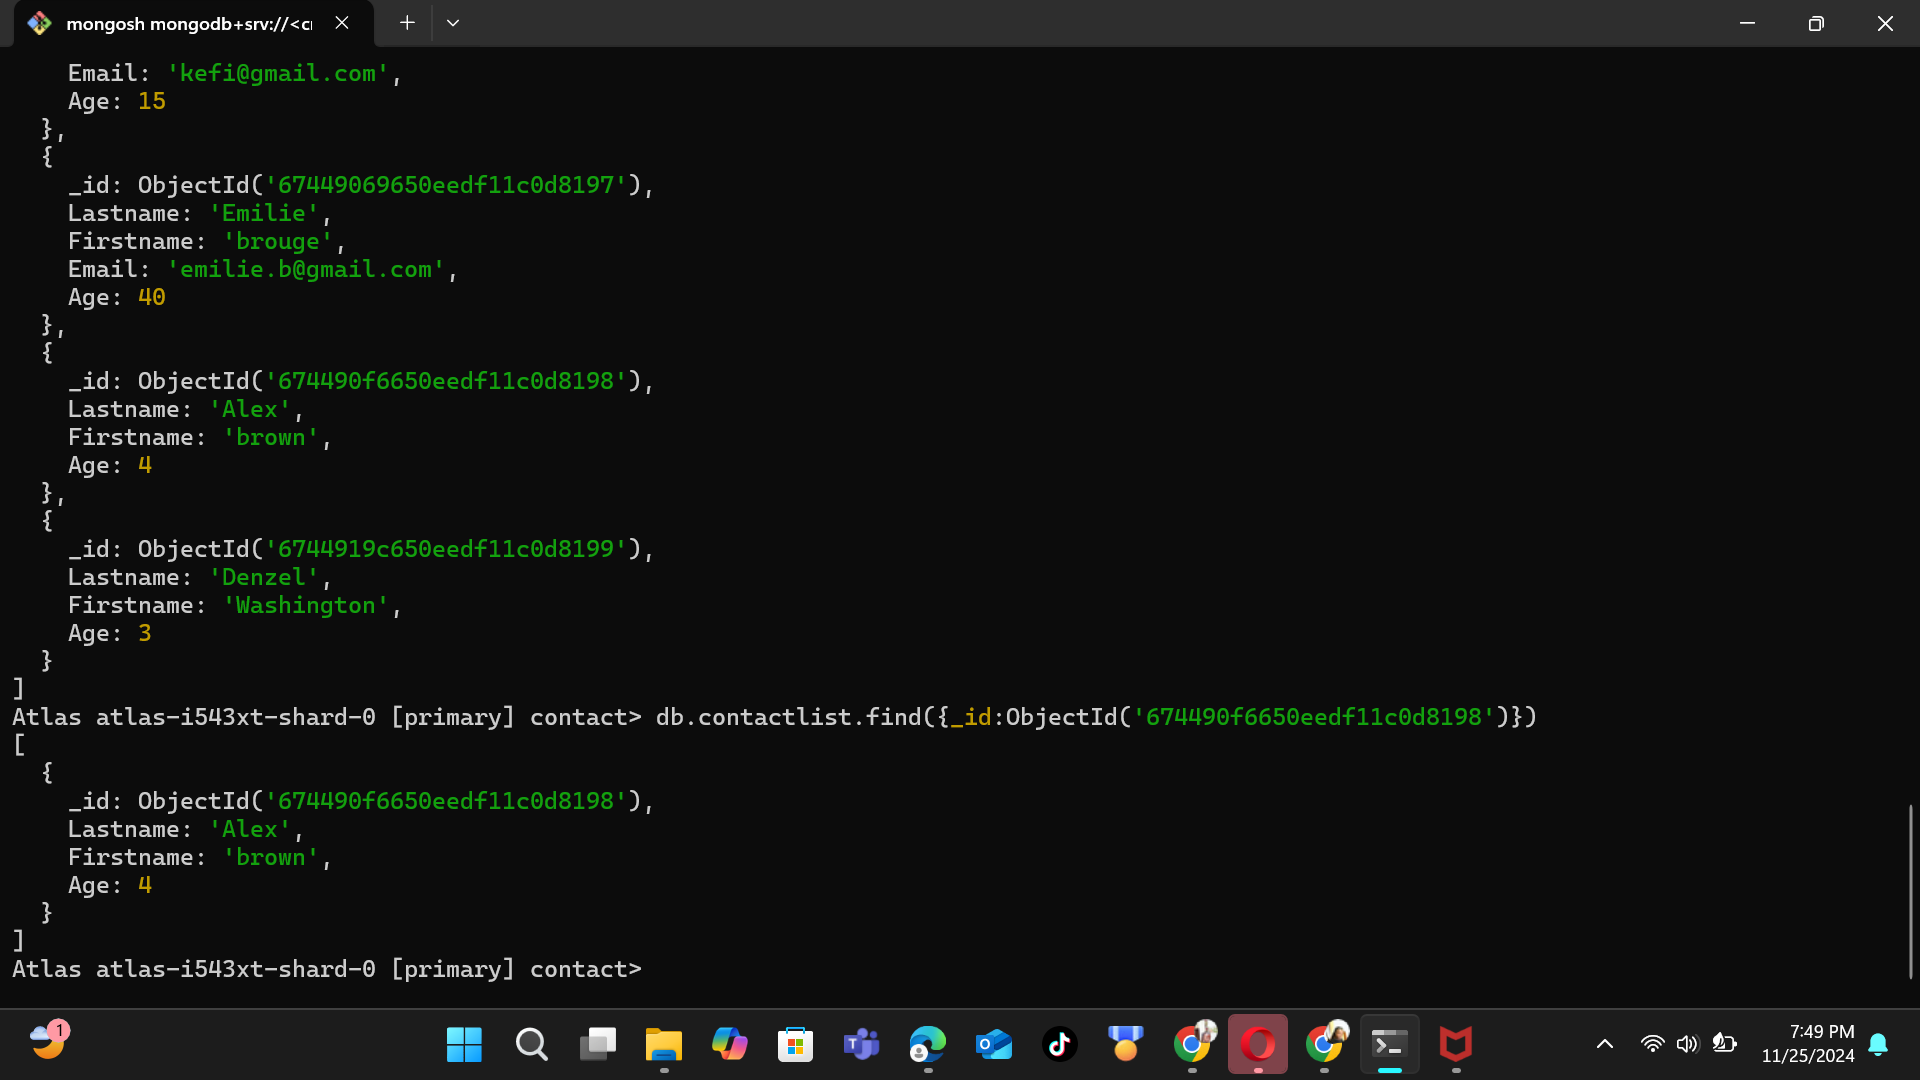 mongosh mongodb+srv://<cr
Email: 'kefi@gmail.com',
Age: 15
},
{
_id: ObjectId('67449069650eedf11c0d8197'),
Lastname: 'Emilie',
Firstname: 'brouge',
Email: 'emilie.b@gmail.com',
Age: 40
},
{
_id: ObjectId('674490f6650eedf11c0d8198'),
Lastname: 'Alex',
Firstname: 'brown',
Age: 4
},
{
_id: ObjectId('6744919c650eedf11c0d8199'),
Lastname: 'Denzel',
Firstname: 'Washington',
Age: 3
}
]
Atlas atlas-i543xt-shard-0 [primary] contact> db.contactlist.find({_id:ObjectId('674490f6650eedf11c0d8198')})
[
{
_id: ObjectId('674490f6650eedf11c0d8198'),
Lastname: 'Alex',
Firstname: 'brown',
Age: 4
}
]
Atlas atlas-i543xt-shard-0 [primary] contact>
1
7:49 PM
11/25/2024